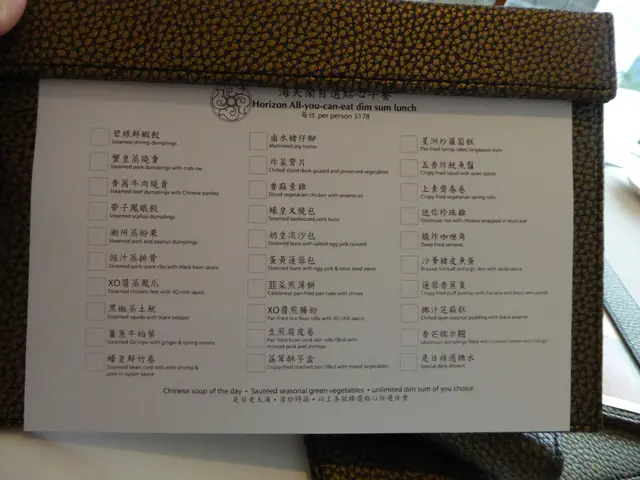 海天閣自選點心午餐
Horizon All-you-can-eat dim sum lunch
每位 per person $178
碧綠鮮蝦餃
Steamed shrimp dumplings
蟹皇蒸燒賣
Steamed pork dumplings with crab roe
香茜牛肉燒賣
Steamed beef dumplings with Chinese parsley
帶子鳳眼餃
Steamed scallop dumplings
潮州蒸粉果
Steamed pork and peanut dumplings
豉汁蒸排骨
Steamed pork spare ribs with black bean sauce
XO醬蒸鳳爪
Steamed chicken feet with XO chili sauce
黑椒蒸土魷
Steamed squids with black pepper
薑蔥牛柏葉
Steamed Ox tripe with ginger & spring onions
蠔皇鮮竹卷
Steamed bean curd rolls with shrimp &
pork in oyster sauce
鹵水豬仔腳
Marinated pig trotter
炸菜腎片
Chilled sliced duck gizzard and preserved vegetables
香麻素雞
Sliced vegetarian chicken with sesame oil
蠔皇叉燒包
Steamed barbecued pork buns
奶皇流沙包
Steamed buns with salted egg yolk custard
蛋黃蓮蓉包
Steamed buns with egg yolk & lotus seed paste
韮菜煎薄餅
Cantonese pan fried pan cake with chives
XO醬煎腸粉
Pan fried rice flour rolls with XO chili sauce
生煎腐皮卷
Pan fried bean curd skin rolls filled with
minced pork and shrimps
荔茸酥芋盒
Crispy fried mashed taro filled with mixed vegetables
星洲炒蘿蔔糕
Pan fried turnip cakes Singapore style
五香炸魷魚鬚
Crispy fried squid with seven spices
上素齋春卷
Crispy fried vegetarian spring rolls
迷你珍珠雞
Glutinous rice with chicken wrapped in lotus leaf
脆炸咖喱角
Deep fried samosas
沙爹豬皮魚蛋
Braised fish ball and pig's skin with satay sauce
蓮蓉香蕉夐
Crispy fried puff pastries with banana and lotus seed paste
椰汁芝麻糕
Chilled layer coconut pudding with black sesame
香芒糯米糍
Glutinous dumplings filled with custard cream and mango
是日精選糖水
Special daily dessert
Chinese soup of the day • Sautéed seasonal green vegetables • unlimited dim sum of you choice
是日老火湯 • 清炒時蔬 • 以上各款精選點心任選任食